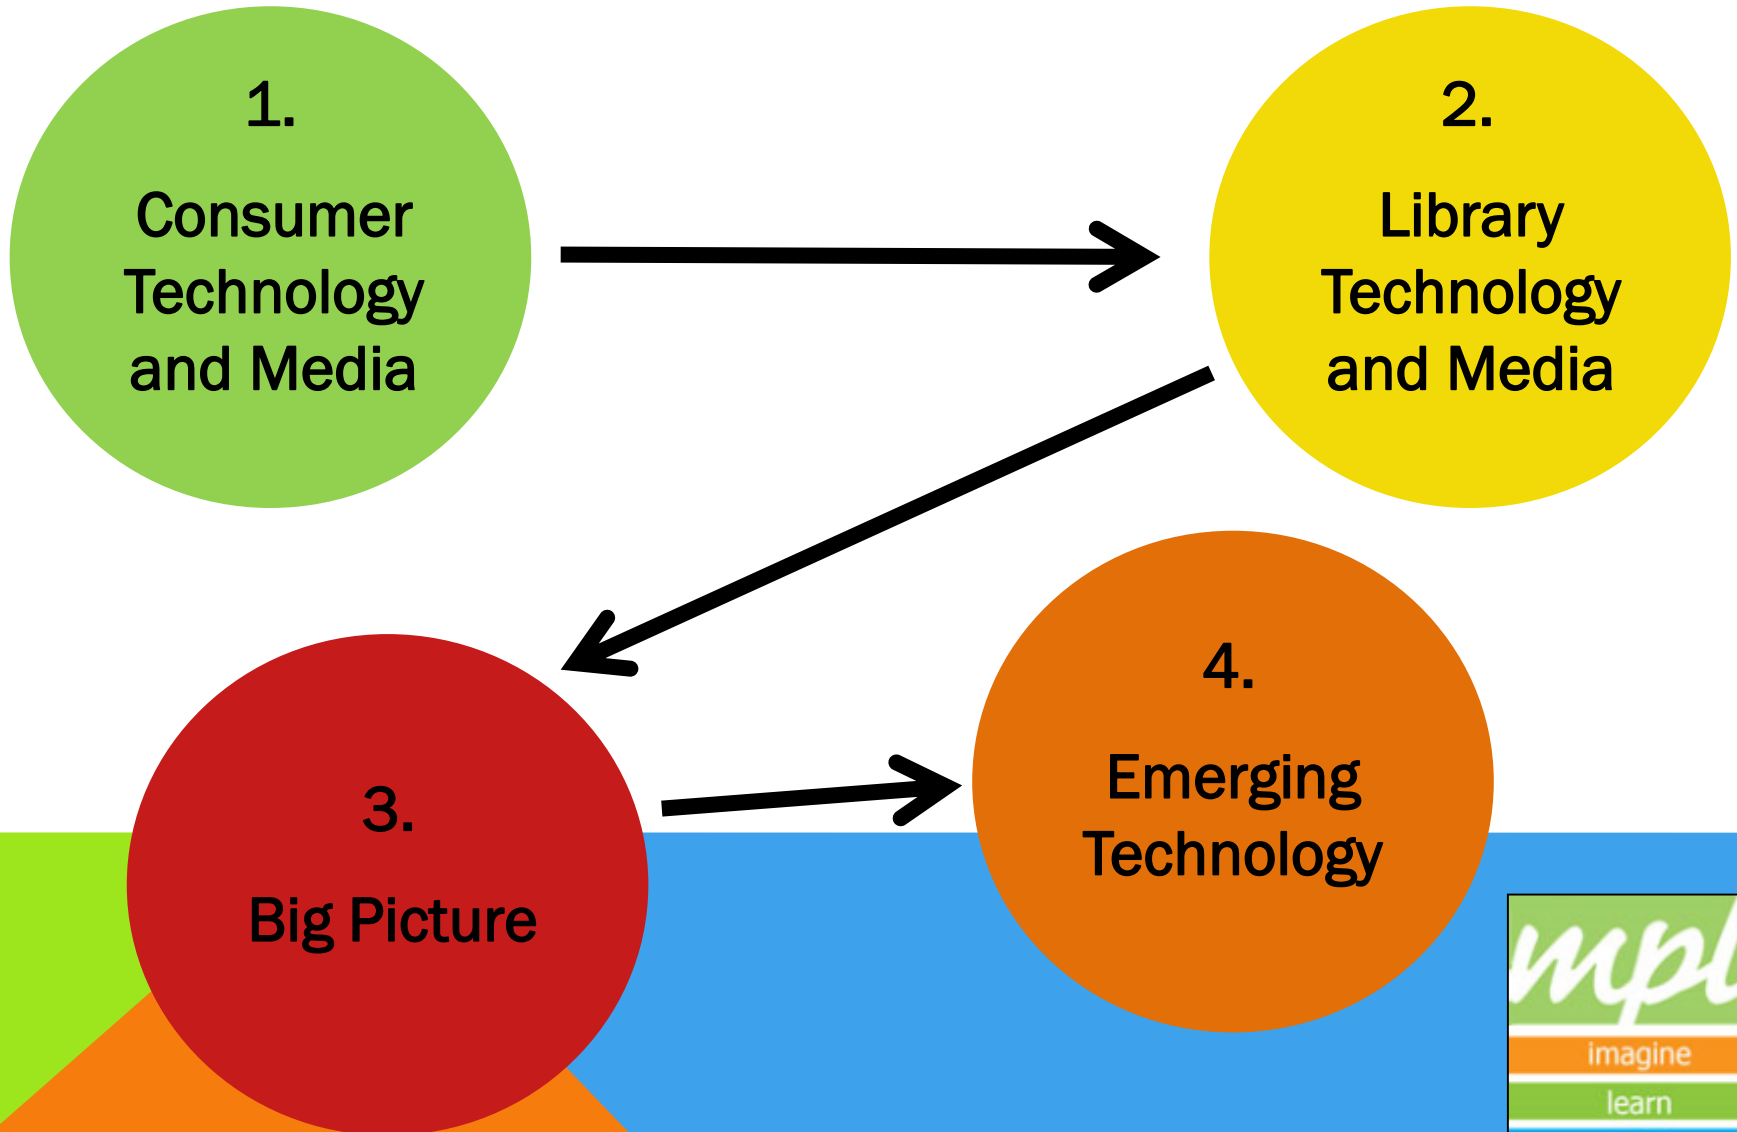 1.
Consumer
Technology
and Media
2.
Library
Technology
and Media
3.
Big Picture
4.
Emerging
Technology
mpl
imagine
learn